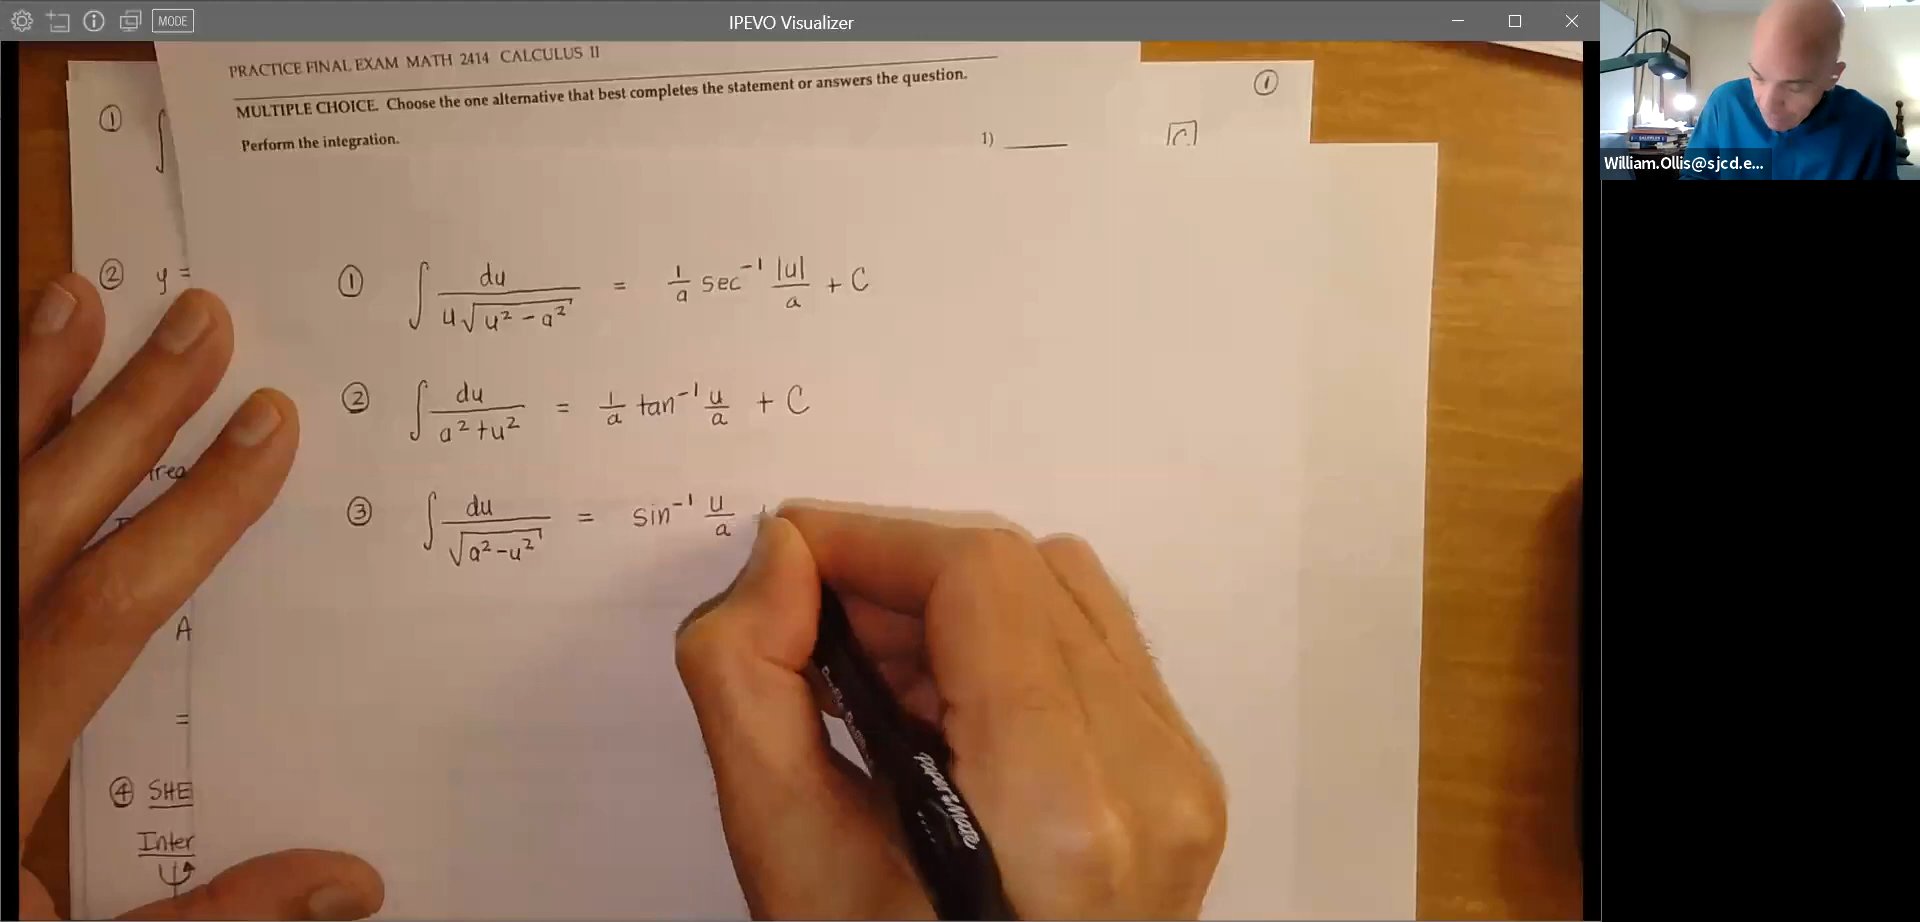 MODE
IPEVO Visualizer
PRACTICE FINAL EXAM MATH 2414 CALCULUS II
MULTIPLE CHOICE. Choose the one alternative that best completes the statement or answers the question.
Perform the integration.
1) ______
①
①
∫
② y =
① ∫ du / (u√(u² - a²)) = 1/a sec⁻¹ |u|/a + C
② ∫ du / (a² + u²) = 1/a tan⁻¹ u/a + C
③ ∫ du / √(a² - u²) = sin⁻¹ u/a +
A
=
④ SHE
Inter
PAPER MATE
William.Ollis@sjcd.e...